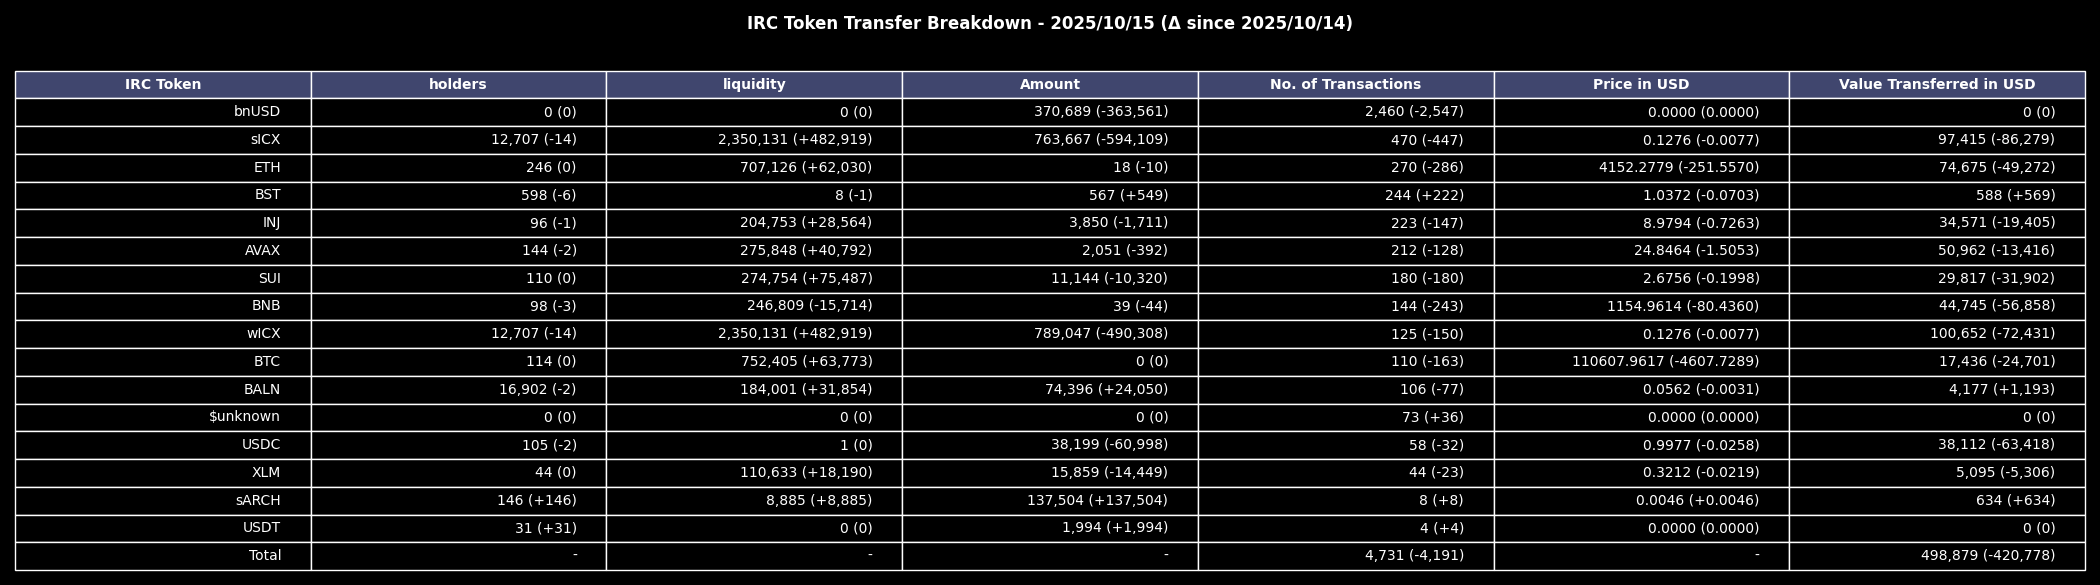 IRC Token Transfer Breakdown - 2025/10/15 (Δ since 2025/10/14)
IRC Token holders liquidity Amount No. of Transactions Price in USD Value Transferred in USD
bnUSD 0 (0) 0 (0) 370,689 (-363,561) 2,460 (-2,547) 0.0000 (0.0000) 0 (0)
sICX 12,707 (-14) 2,350,131 (+482,919) 763,667 (-594,109) 470 (-447) 0.1276 (-0.0077) 97,415 (-86,279)
ETH 246 (0) 707,126 (+62,030) 18 (-10) 270 (-286) 4152.2779 (-251.5570) 74,675 (-49,272)
BST 598 (-6) 8 (-1) 567 (+549) 244 (+222) 1.0372 (-0.0703) 588 (+569)
INJ 96 (-1) 204,753 (+28,564) 3,850 (-1,711) 223 (-147) 8.9794 (-0.7263) 34,571 (-19,405)
AVAX 144 (-2) 275,848 (+40,792) 2,051 (-392) 212 (-128) 24.8464 (-1.5053) 50,962 (-13,416)
SUI 110 (0) 274,754 (+75,487) 11,144 (-10,320) 180 (-180) 2.6756 (-0.1998) 29,817 (-31,902)
BNB 98 (-3) 246,809 (-15,714) 39 (-44) 144 (-243) 1154.9614 (-80.4360) 44,745 (-56,858)
wICX 12,707 (-14) 2,350,131 (+482,919) 789,047 (-490,308) 125 (-150) 0.1276 (-0.0077) 100,652 (-72,431)
BTC 114 (0) 752,405 (+63,773) 0 (0) 110 (-163) 110607.9617 (-4607.7289) 17,436 (-24,701)
BALN 16,902 (-2) 184,001 (+31,854) 74,396 (+24,050) 106 (-77) 0.0562 (-0.0031) 4,177 (+1,193)
$unknown 0 (0) 0 (0) 0 (0) 73 (+36) 0.0000 (0.0000) 0 (0)
USDC 105 (-2) 1 (0) 38,199 (-60,998) 58 (-32) 0.9977 (-0.0258) 38,112 (-63,418)
XLM 44 (0) 110,633 (+18,190) 15,859 (-14,449) 44 (-23) 0.3212 (-0.0219) 5,095 (-5,306)
sARCH 146 (+146) 8,885 (+8,885) 137,504 (+137,504) 8 (+8) 0.0046 (+0.0046) 634 (+634)
USDT 31 (+31) 0 (0) 1,994 (+1,994) 4 (+4) 0.0000 (0.0000) 0 (0)
Total - - - 4,731 (-4,191) - 498,879 (-420,778)